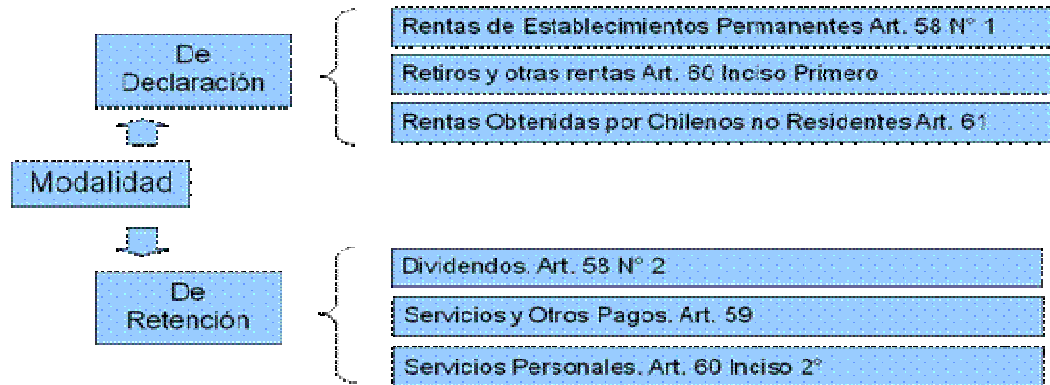 De
Declaración
Rentas de Establecimientos Permanentes Art. 58 N° 1
Retiros y otras rentas Art. 60 Inciso Primero
Rentas Obtenidas por Chilenos no Residentes Art. 61
Modalidad
De
Retención
Dividendos. Art. 58 N° 2
Servicios y Otros Pagos. Art. 59
Servicios Personales. Art. 60 Inciso 2°